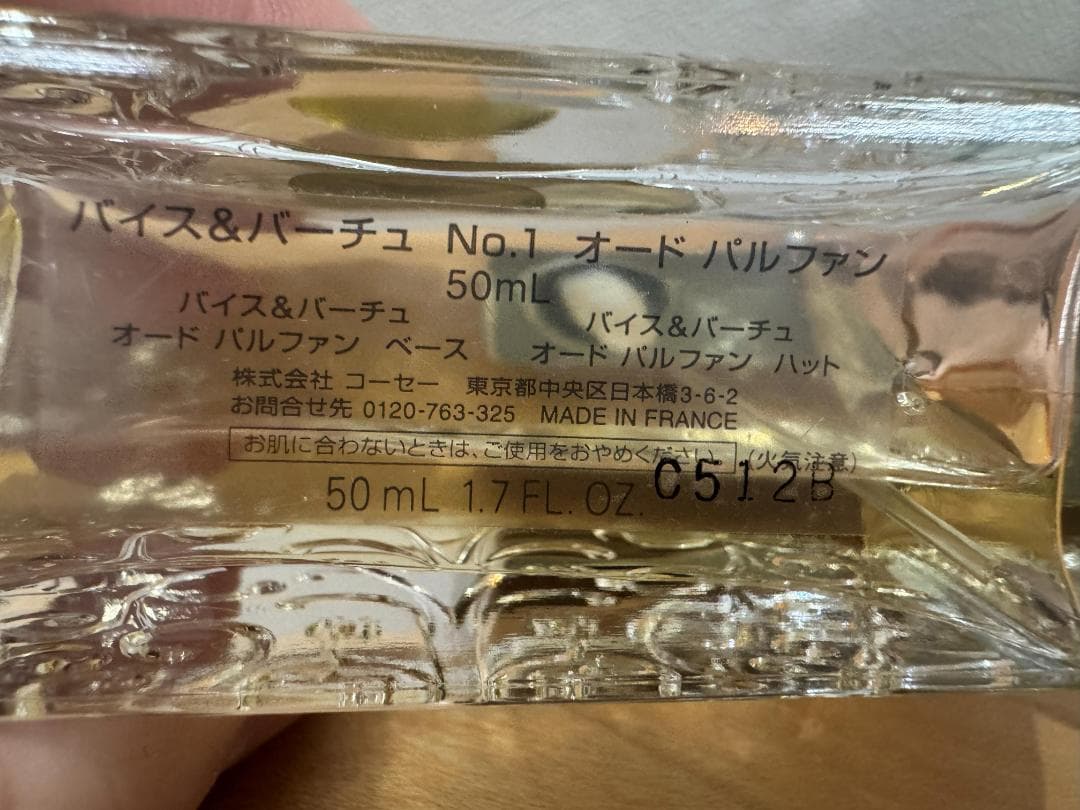 バイス&バーチュ No.1 オード パルファン
50mL
バイス&バーチュ
オード パルファン ベース
バイス&バーチュ
オード パルファン ハット
株式会社 コーセー 東京都中央区日本橋3-6-2
お問合せ先 0120-763-325 MADE IN FRANCE
お肌に合わないときは、ご使用をおやめください。 (火気注意)
50 mL 1.7 FL. OZ. C512B